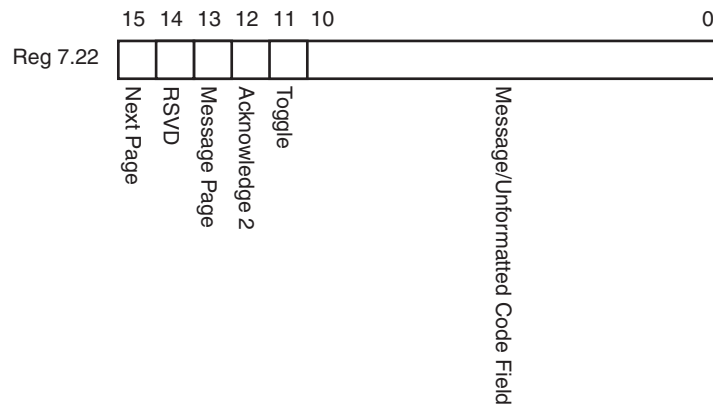 15 14 13 12 11 10 0
Reg 7.22
Next Page
RSVD
Message Page
Acknowledge 2
Toggle
Message/Unformatted Code Field